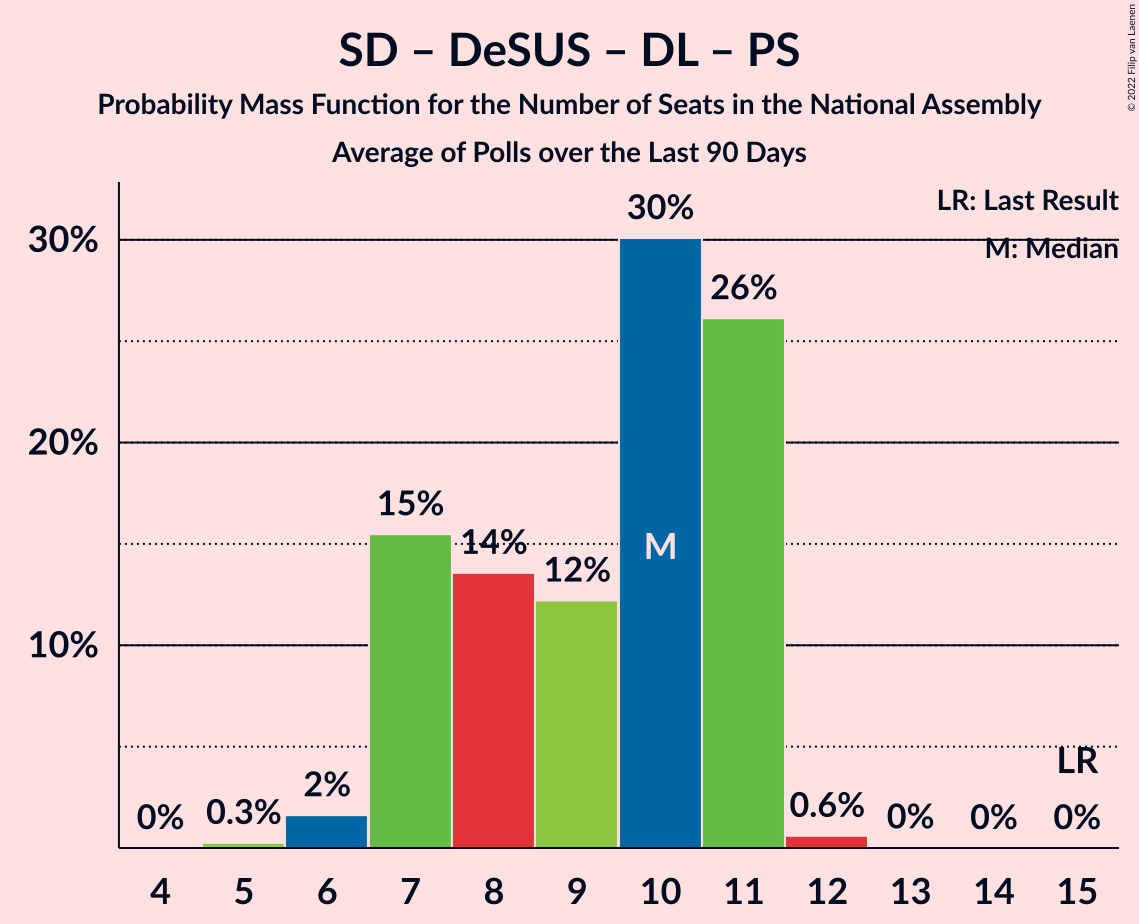 SD – DeSUS – DL – PS
Probability Mass Function for the Number of Seats in the National Assembly
Average of Polls over the Last 90 Days
© 2022 Filip van Laenen
LR: Last Result
M: Median
30%
20%
10%
0%
0.3%
2%
15%
14%
12%
30%
26%
0.6%
0%
0%
0%
M
LR
4 5 6 7 8 9 10 11 12 13 14 15